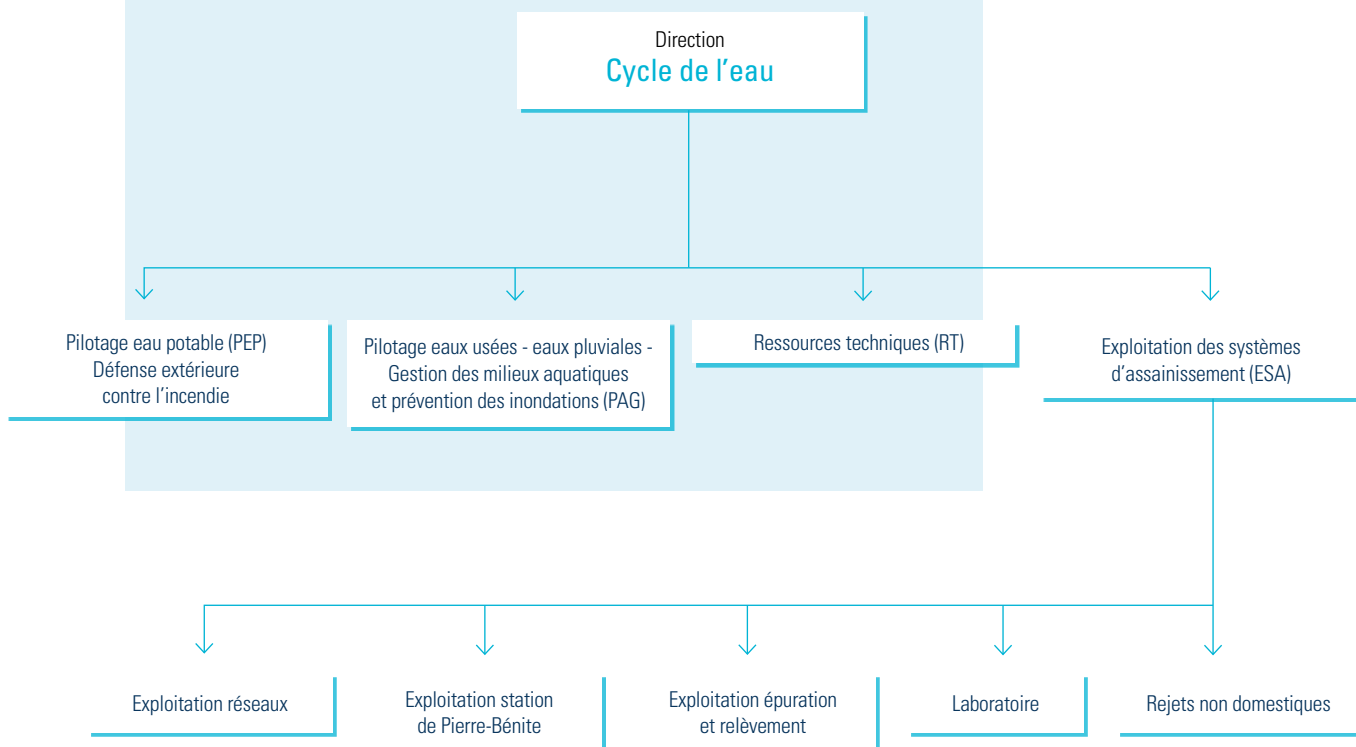 Direction
Cycle de l'eau
Pilotage eau potable (PEP)
Défense extérieure
contre l'incendie
Pilotage eaux usées - eaux pluviales -
Gestion des milieux aquatiques
et prévention des inondations (PAG)
Ressources techniques (RT)
Exploitation des systèmes
d'assainissement (ESA)
Exploitation réseaux
Exploitation station
de Pierre-Bénite
Exploitation épuration
et relèvement
Laboratoire
Rejets non domestiques